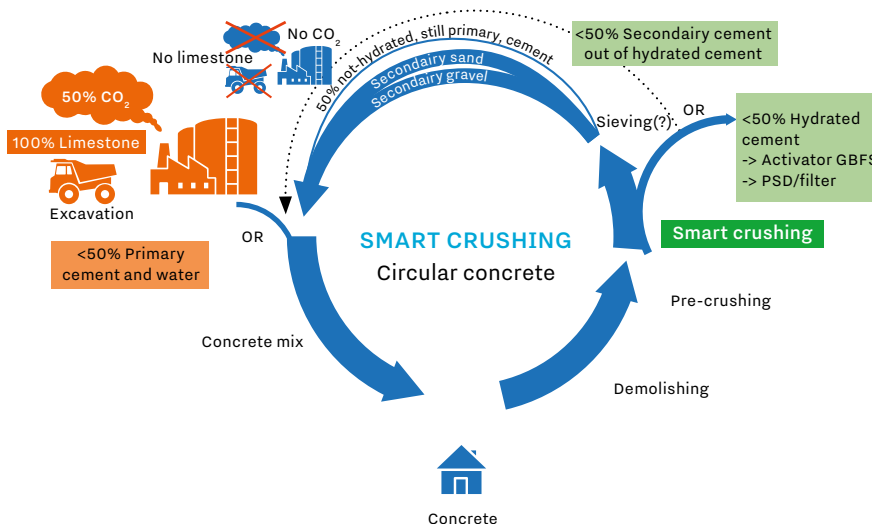 No CO₂
No limestone
50% CO₂
100% Limestone
Excavation
<50% Primary
cement and water
OR
50% not-hydrated, still primary, cement
Secondairy sand
Secondairy gravel
<50% Secondairy cement
out of hydrated cement
Sieving(?)
OR
<50% Hydrated
cement
-> Activator GBFS
-> PSD/filter
Smart crushing
SMART CRUSHING
Circular concrete
Pre-crushing
Concrete mix
Demolishing
Concrete